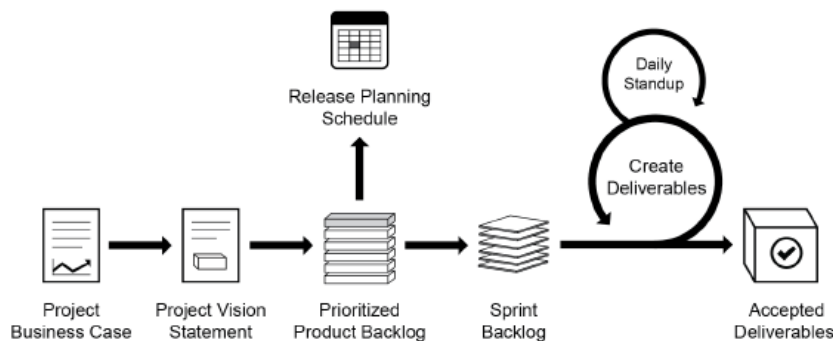 Release Planning
Schedule
Daily
Standup
Create
Deliverables
Project
Business Case
Project Vision
Statement
Prioritized
Product Backlog
Sprint
Backlog
Accepted
Deliverables